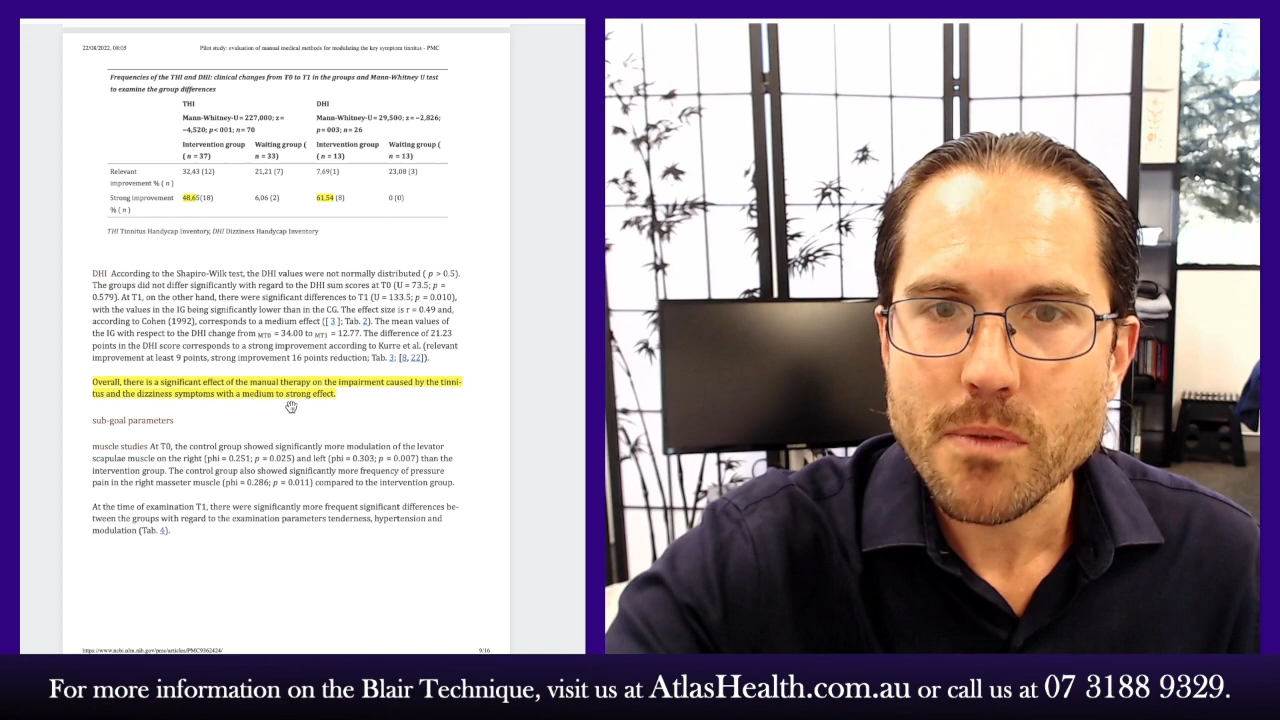 22/08/2022, 08:05 Pilot study: evaluation of manual medical methods for modulating the key symptom tinnitus - PMC
Frequencies of the THI and DHI: clinical changes from T0 to T1 in the groups and Mann-Whitney U test
to examine the group differences
THI DHI
Mann-Whitney-U= 227,000; z= Mann-Whitney-U= 29,500; z= −2,826;
−4,520; p< 001; n= 70 p= 003; n= 26
Intervention group Waiting group ( Intervention group Waiting group (
( n = 37) n = 33) ( n = 13) n = 13)
Relevant 32,43 (12) 21,21 (7) 7,69(1) 23,08 (3)
improvement % ( n )
Strong improvement 48,65(18) 6,06 (2) 61,54 (8) 0 (0)
% ( n )
THI Tinnitus Handycap Inventory, DHI Dizziness Handycap Inventory
DHI According to the Shapiro-Wilk test, the DHI values were not normally distributed ( p > 0.5).
The groups did not differ significantly with regard to the DHI sum scores at T0 (U = 73.5; p =
0.579). At T1, on the other hand, there were significant differences to T1 (U = 133.5; p = 0.010),
with the values in the IG being significantly lower than in the CG. The effect size is r = 0.49 and,
according to Cohen (1992), corresponds to a medium effect ([ 3 ]; Tab. 2). The mean values of
the IG with respect to the DHI change from MT0 = 34.00 to MT1 = 12.77. The difference of 21.23
points in the DHI score corresponds to a strong improvement according to Kurre et al. (relevant
improvement at least 9 points, strong improvement 16 points reduction; Tab. 3; [8, 22]).
Overall, there is a significant effect of the manual therapy on the impairment caused by the tinni-
tus and the dizziness symptoms with a medium to strong effect.
sub-goal parameters
muscle studies At T0, the control group showed significantly more modulation of the levator
scapulae muscle on the right (phi = 0.251; p = 0.025) and left (phi = 0.303; p = 0.007) than the
intervention group. The control group also showed significantly more frequency of pressure
pain in the right masseter muscle (phi = 0.286; p = 0.011) compared to the intervention group.
At the time of examination T1, there were significantly more frequent significant differences be-
tween the groups with regard to the examination parameters tenderness, hypertension and
modulation (Tab. 4).
https://www.ncbi.nlm.nih.gov/pmc/articles/PMC9362424/ 9/16
For more information on the Blair Technique, visit us at AtlasHealth.com.au or call us at 07 3188 9329.